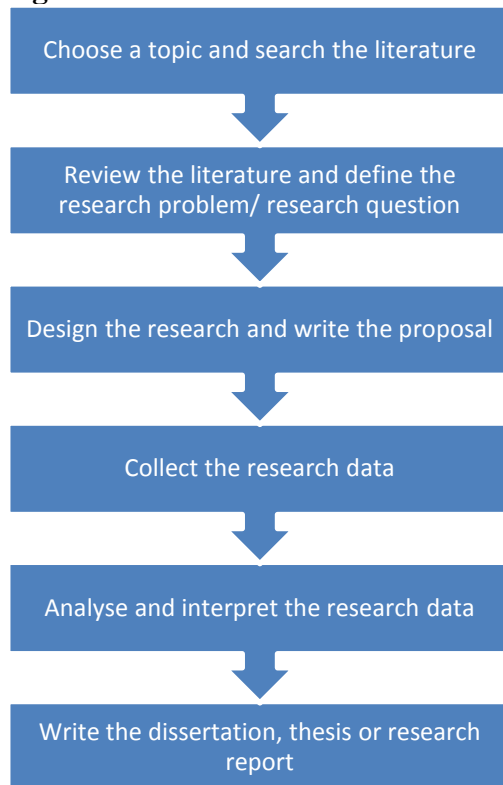 Choose a topic and search the literature
Review the literature and define the
research problem/ research question
Design the research and write the proposal
Collect the research data
Analyse and interpret the research data
Write the dissertation, thesis or research
report